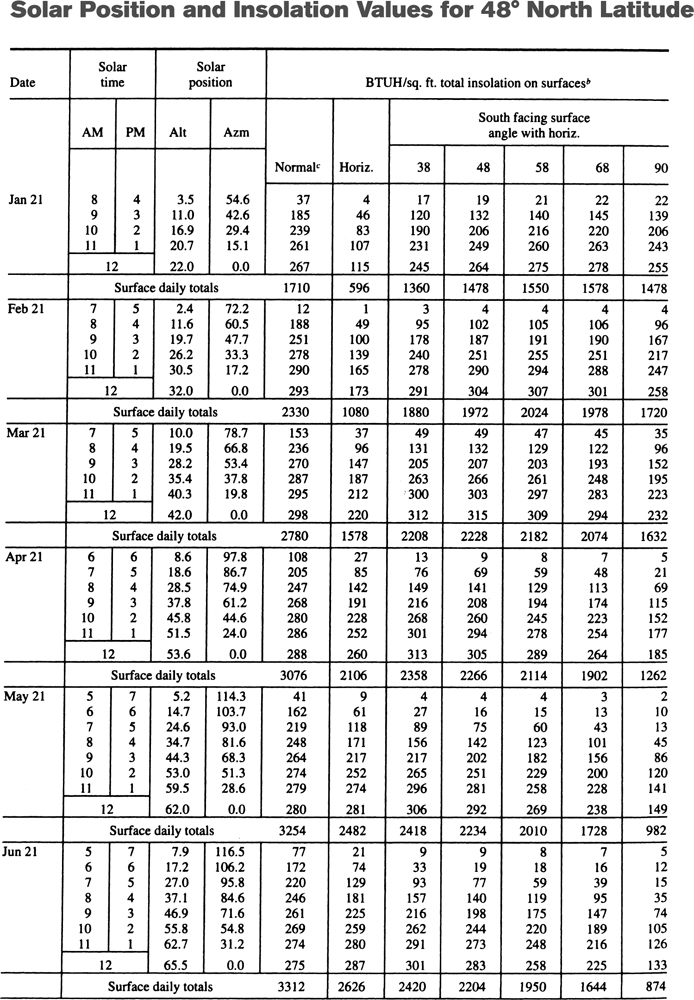 Solar Position and Insolation Values for 48° North Latitude
Date Solar time Solar position BTUH/sq. ft. total insolation on surfacesᵇ
South facing surface angle with horiz.
AM PM Alt Azm Normalᶜ Horiz. 38 48 58 68 90
Jan 21 8 4 3.5 54.6 37 4 17 19 21 22 22
9 3 11.0 42.6 185 46 120 132 140 145 139
10 2 16.9 29.4 239 83 190 206 216 220 206
11 1 20.7 15.1 261 107 231 249 260 263 243
12 22.0 0.0 267 115 245 264 275 278 255
Surface daily totals 1710 596 1360 1478 1550 1578 1478
Feb 21 7 5 2.4 72.2 12 1 3 4 4 4 4
8 4 11.6 60.5 188 49 95 102 105 106 96
9 3 19.7 47.7 251 100 178 187 191 190 167
10 2 26.2 33.3 278 139 240 251 255 251 217
11 1 30.5 17.2 290 165 278 290 294 288 247
12 32.0 0.0 293 173 291 304 307 301 258
Surface daily totals 2330 1080 1880 1972 2024 1978 1720
Mar 21 7 5 10.0 78.7 153 37 49 49 47 45 35
8 4 19.5 66.8 236 96 131 132 129 122 96
9 3 28.2 53.4 270 147 205 207 203 193 152
10 2 35.4 37.8 287 187 263 266 261 248 195
11 1 40.3 19.8 295 212 300 303 297 283 223
12 42.0 0.0 298 220 312 315 309 294 232
Surface daily totals 2780 1578 2208 2228 2182 2074 1632
Apr 21 6 6 8.6 97.8 108 27 13 9 8 7 5
7 5 18.6 86.7 205 85 76 69 59 48 21
8 4 28.5 74.9 247 142 149 141 129 113 69
9 3 37.8 61.2 268 191 216 208 194 174 115
10 2 45.8 44.6 280 228 268 260 245 223 152
11 1 51.5 24.0 286 252 301 294 278 254 177
12 53.6 0.0 288 260 313 305 289 264 185
Surface daily totals 3076 2106 2358 2266 2114 1902 1262
May 21 5 7 5.2 114.3 41 9 4 4 4 3 2
6 6 14.7 103.7 162 61 27 16 15 13 10
7 5 24.6 93.0 219 118 89 75 60 43 13
8 4 34.7 81.6 248 171 156 142 123 101 45
9 3 44.3 68.3 264 217 217 202 182 156 86
10 2 53.0 51.3 274 252 265 251 229 200 120
11 1 59.5 28.6 279 274 296 281 258 228 141
12 62.0 0.0 280 281 306 292 269 238 149
Surface daily totals 3254 2482 2418 2234 2010 1728 982
Jun 21 5 7 7.9 116.5 77 21 9 9 8 7 5
6 6 17.2 106.2 172 74 33 19 18 16 12
7 5 27.0 95.8 220 129 93 77 59 39 15
8 4 37.1 84.6 246 181 157 140 119 95 35
9 3 46.9 71.6 261 225 216 198 175 147 74
10 2 55.8 54.8 269 259 262 244 220 189 105
11 1 62.7 31.2 274 280 291 273 248 216 126
12 65.5 0.0 275 287 301 283 258 225 133
Surface daily totals 3312 2626 2420 2204 1950 1644 874